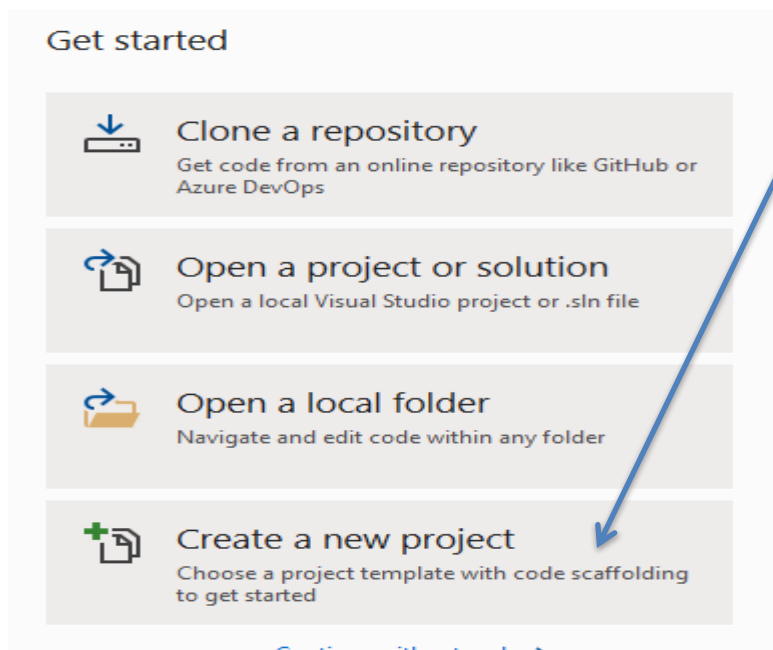 Get started
Clone a repository
Get code from an online repository like GitHub or
Azure DevOps
Open a project or solution
Open a local Visual Studio project or .sln file
Open a local folder
Navigate and edit code within any folder
Create a new project
Choose a project template with code scaffolding
to get started